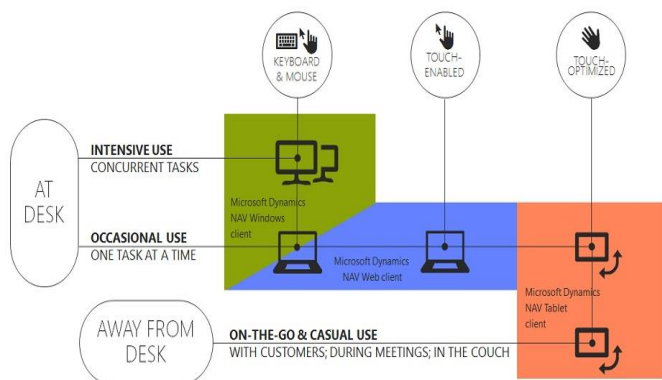 KEYBOARD
& MOUSE
TOUCH-
ENABLED
TOUCH-
OPTIMIZED
AT
DESK
INTENSIVE USE
CONCURRENT TASKS
Microsoft Dynamics
NAV Windows
client
OCCASIONAL USE
ONE TASK AT A TIME
Microsoft Dynamics
NAV Web client
Microsoft Dynamics
NAV Tablet
client
AWAY FROM
DESK
ON-THE-GO & CASUAL USE
WITH CUSTOMERS; DURING MEETINGS; IN THE COUCH